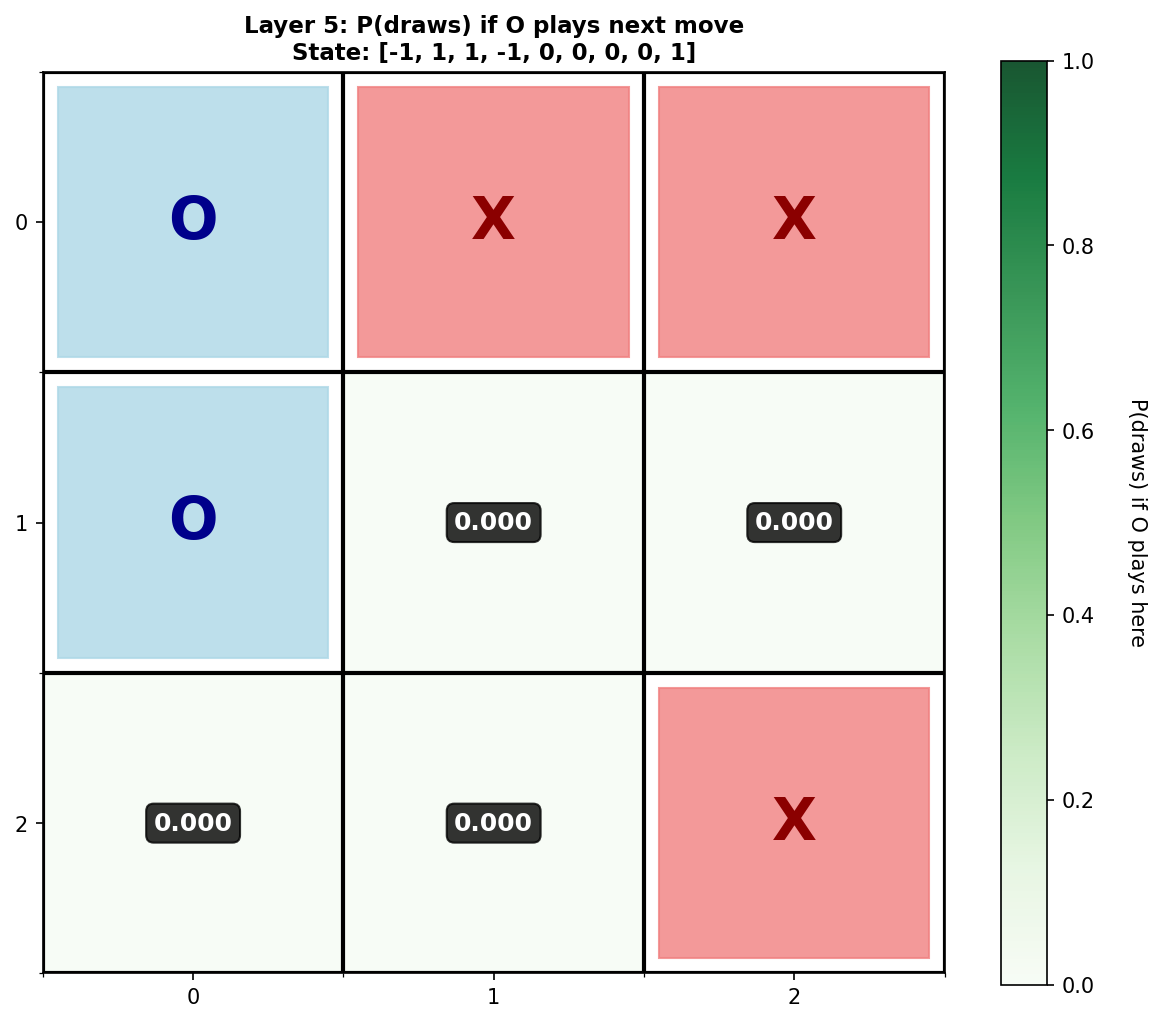 Layer 5: P(draws) if O plays next move
State: [-1, 1, 1, -1, 0, 0, 0, 0, 1]
1.0
0.8
0.6
0.4
0.2
0.0
P(draws) if O plays here
0
O
X
X
1
O
0.000
0.000
2
0.000
0.000
X
0
1
2